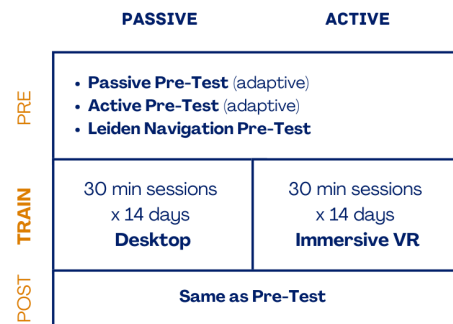 PASSIVE ACTIVE
PRE
• Passive Pre-Test (adaptive)
• Active Pre-Test (adaptive)
• Leiden Navigation Pre-Test
TRAIN
30 min sessions
x 14 days
Desktop
30 min sessions
x 14 days
Immersive VR
POST
Same as Pre-Test